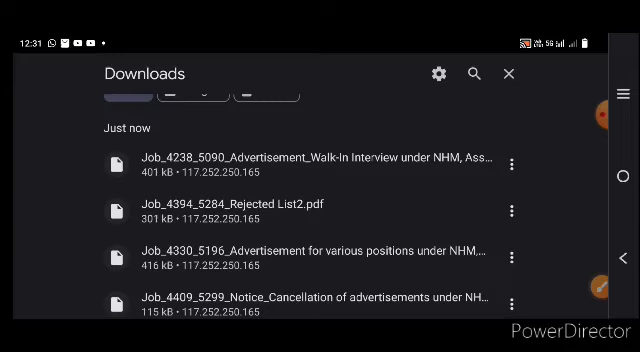 12:31
5G
Downloads
Just now
Job_4238_5090_Advertisement_Walk-In Interview under NHM, Ass...
401 kB • 117.252.250.165
Job_4394_5284_Rejected List2.pdf
301 kB • 117.252.250.165
Job_4330_5196_Advertisement for various positions under NHM,...
416 kB • 117.252.250.165
Job_4409_5299_Notice_Cancellation of advertisements under NH...
115 kB • 117.252.250.165
PowerDirector